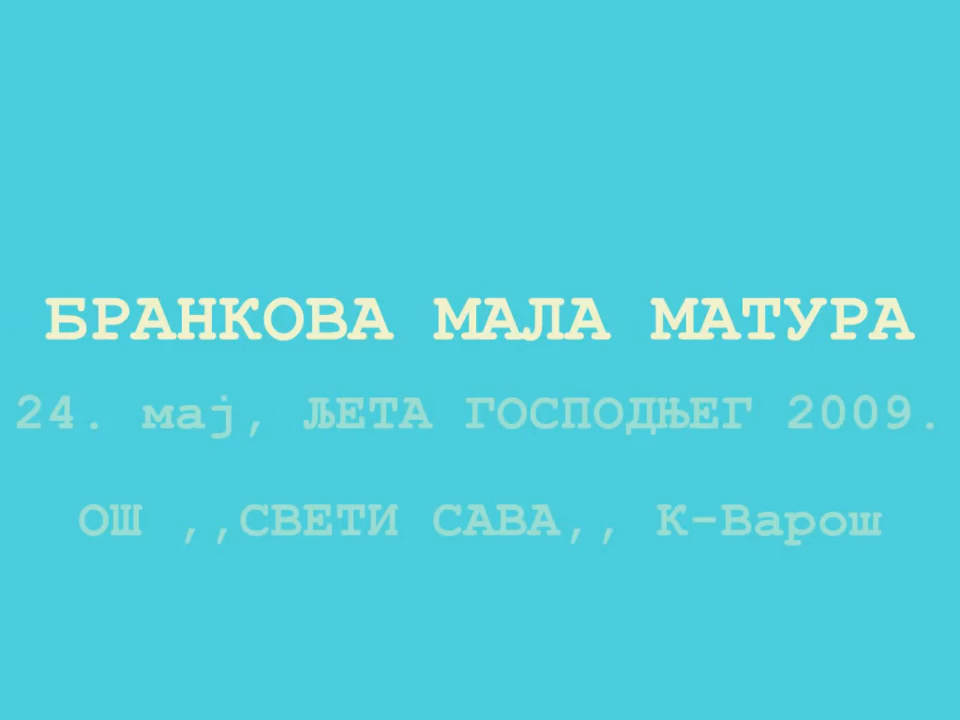 БРАНКОВА МАЛА МАТУРА
24. мај, ЉЕТА ГОСПОДЊЕГ 2009.
ОШ ,,СВЕТИ САВА,, К-Варош